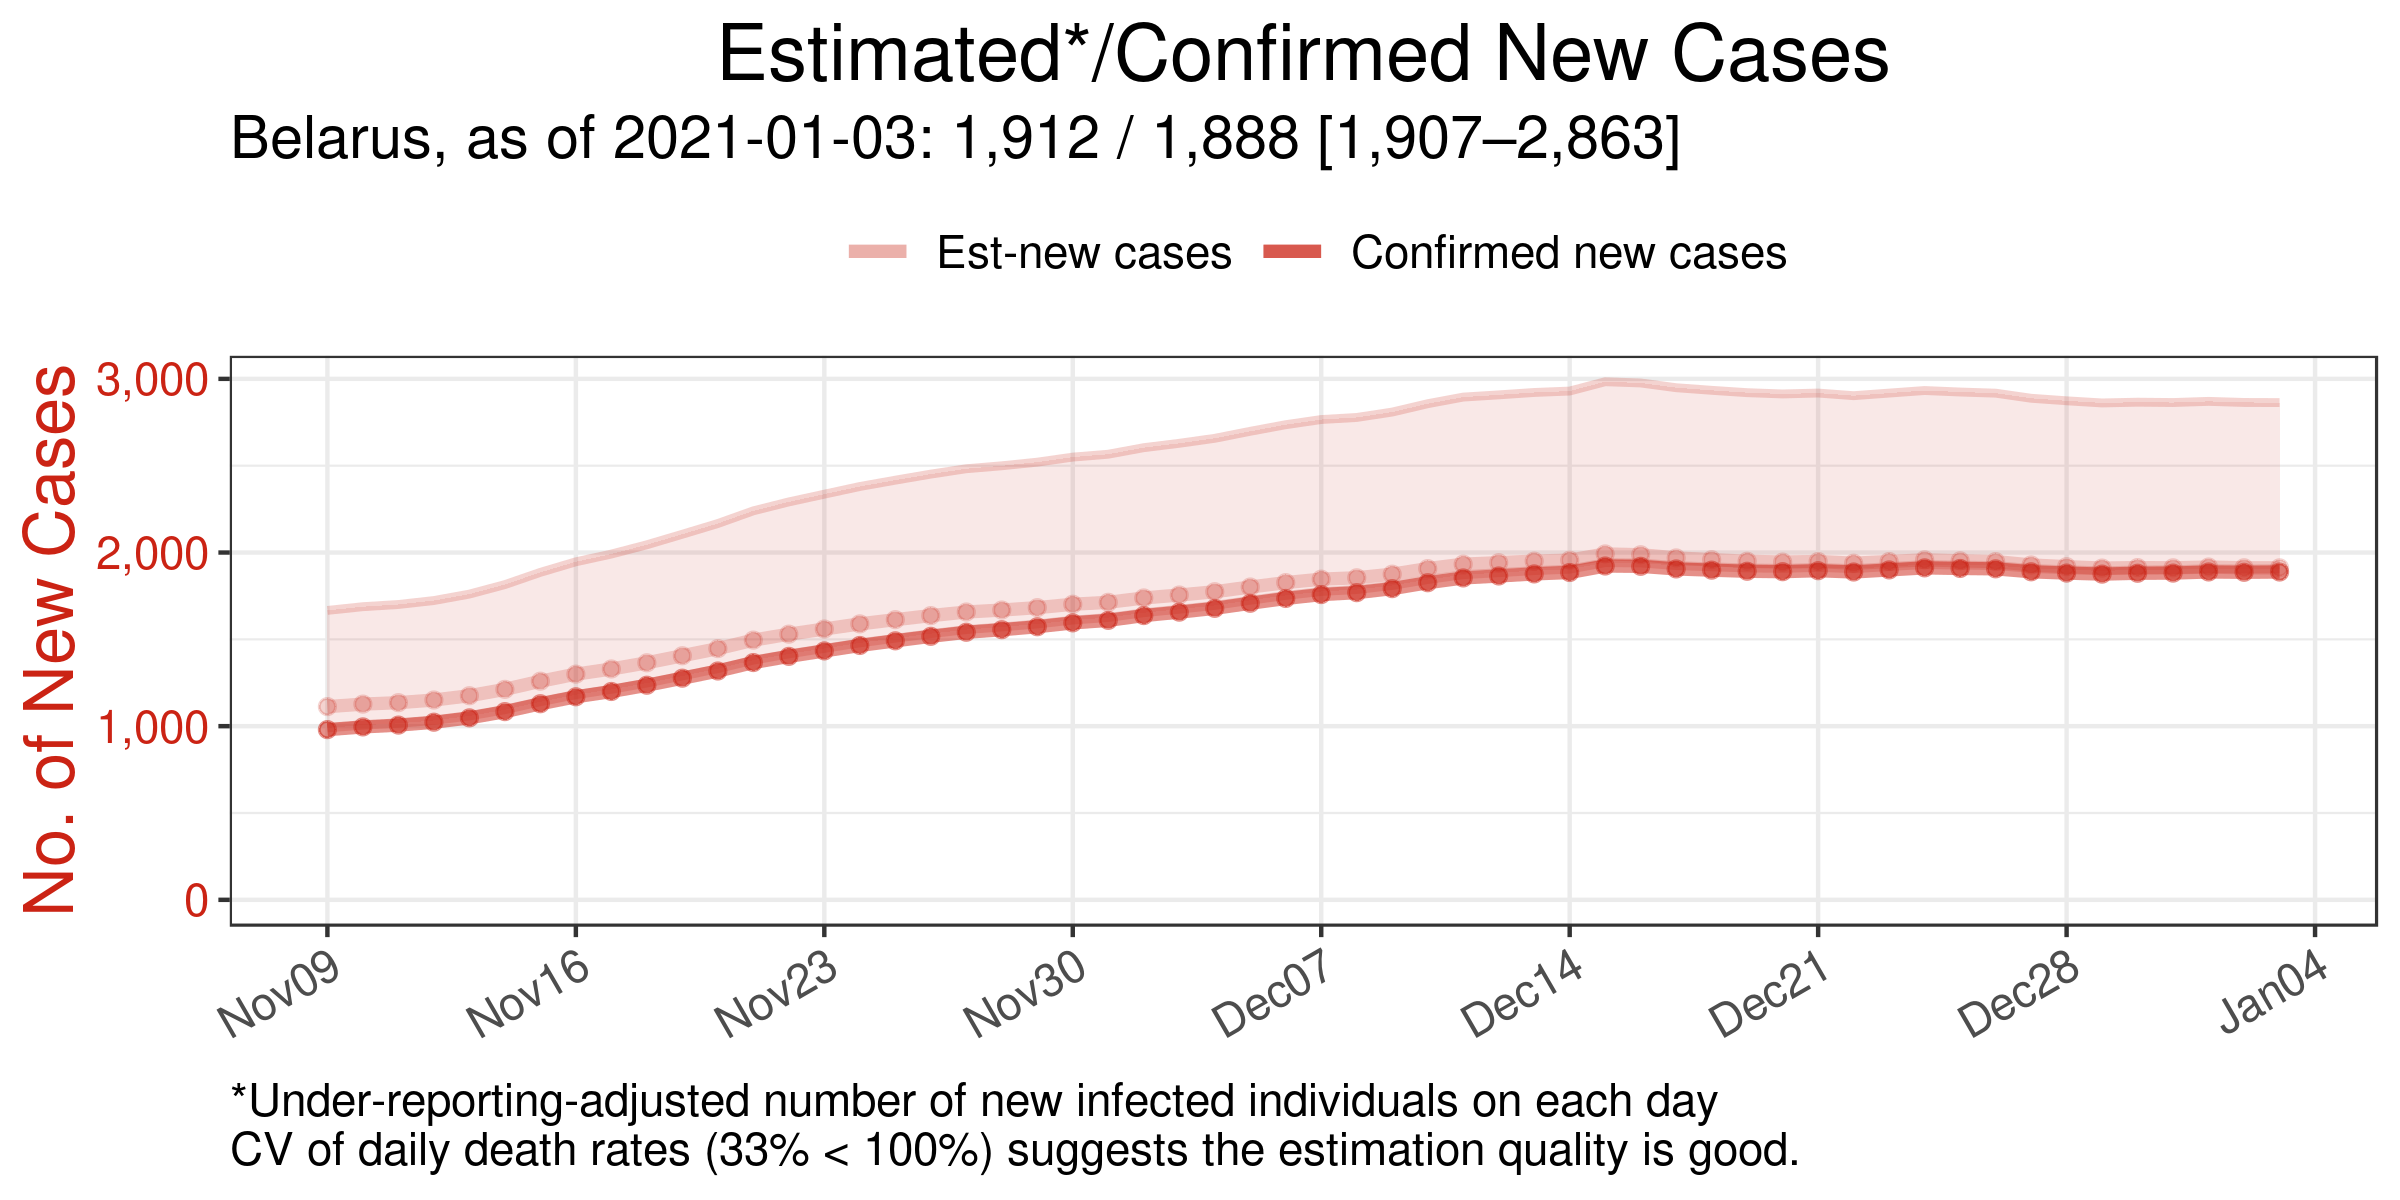 Estimated*/Confirmed New Cases
Belarus, as of 2021-01-03: 1,912 / 1,888 [1,907–2,863]
Est-new cases
Confirmed new cases
No. of New Cases
3,000
2,000
1,000
0
Nov09
Nov16
Nov23
Nov30
Dec07
Dec14
Dec21
Dec28
Jan04
*Under-reporting-adjusted number of new infected individuals on each day
CV of daily death rates (33% < 100%) suggests the estimation quality is good.